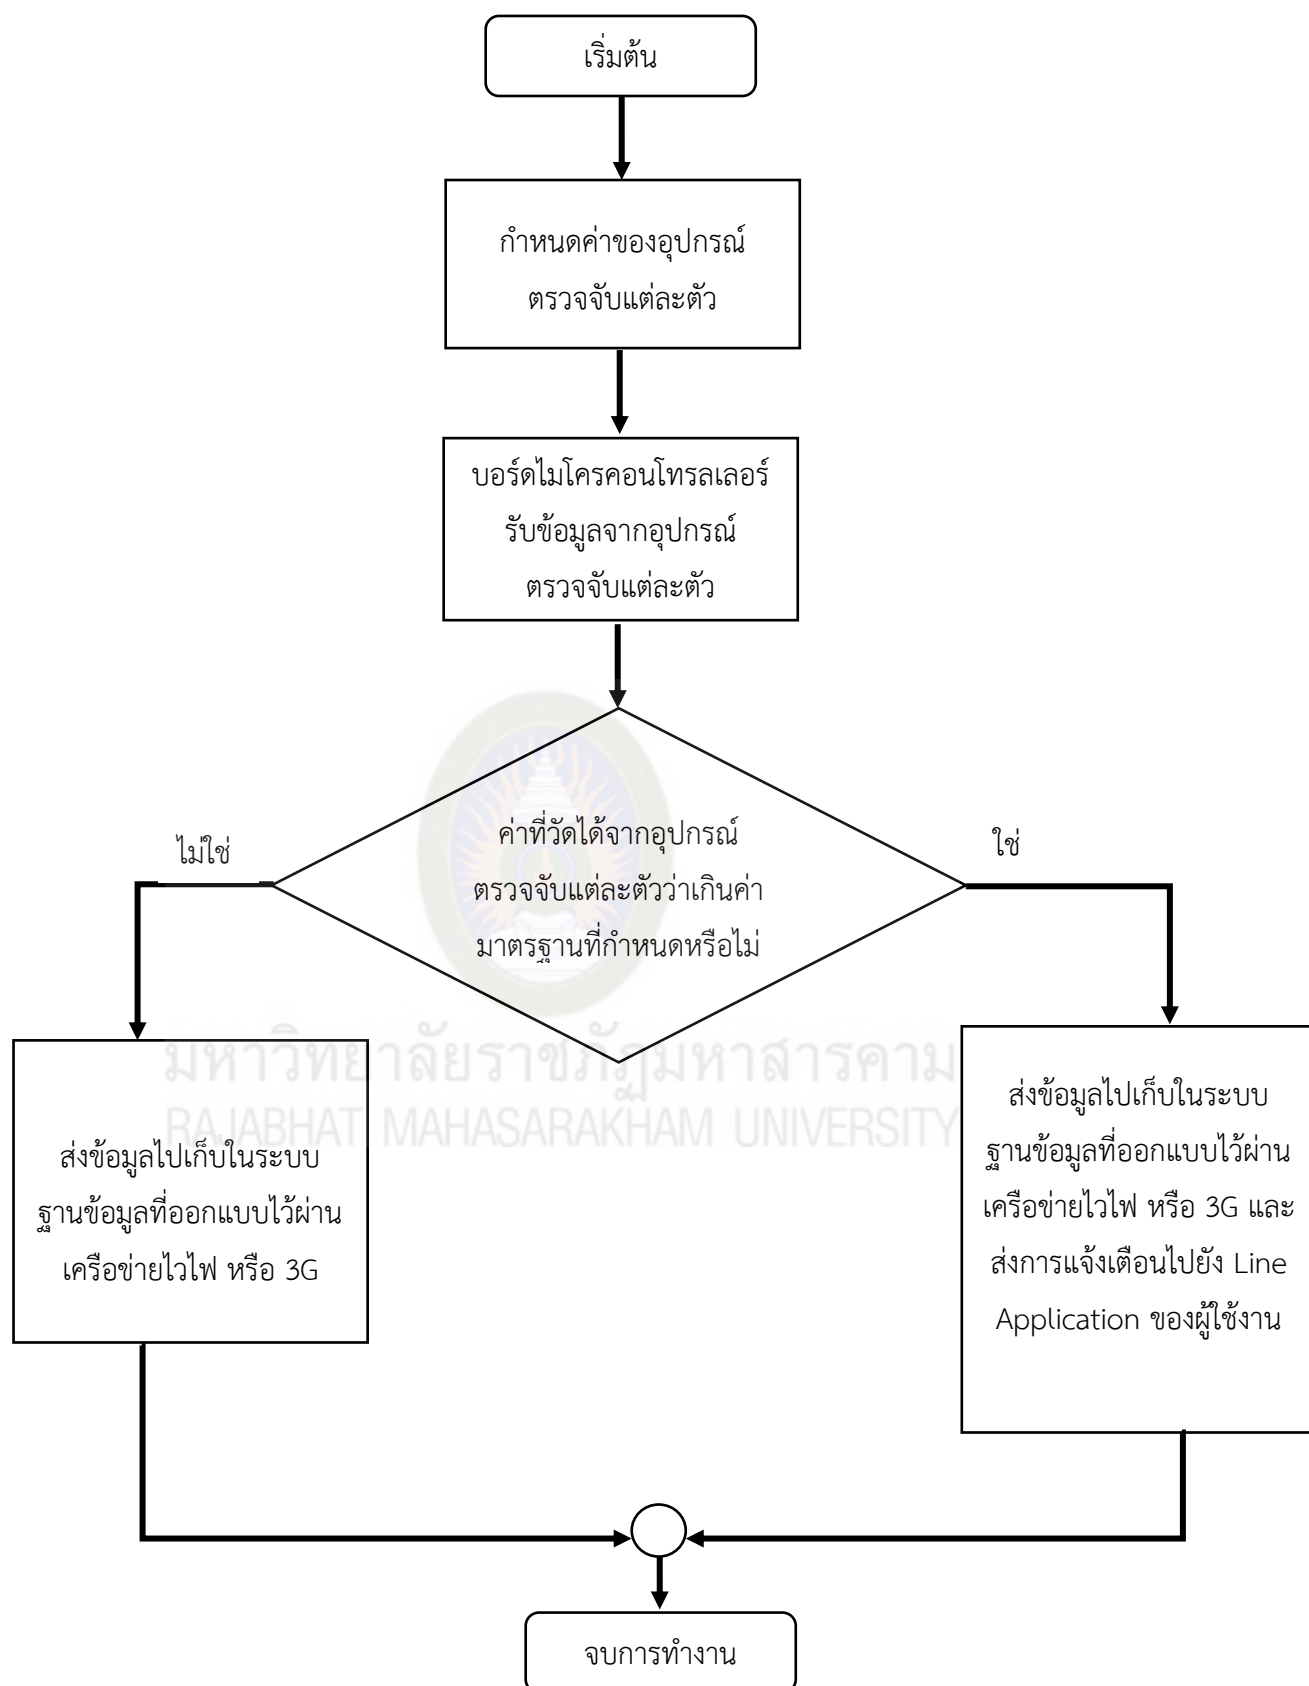 เริ่มต้น
กำหนดค่าของอุปกรณ์
ตรวจจับแต่ละตัว
บอร์ดไมโครคอนโทรลเลอร์
รับข้อมูลจากอุปกรณ์
ตรวจจับแต่ละตัว
ค่าที่วัดได้จากอุปกรณ์
ตรวจจับแต่ละตัวว่าเกินค่า
มาตรฐานที่กำหนดหรือไม่
ไม่ใช่
ใช่
มหาวิทยาลัยราชภัฏมหาสารคาม
RAJABHAT MAHASARAKHAM UNIVERSITY
ส่งข้อมูลไปเก็บในระบบ
ฐานข้อมูลที่ออกแบบไว้ผ่าน
เครือข่ายไวไฟ หรือ 3G
ส่งข้อมูลไปเก็บในระบบ
ฐานข้อมูลที่ออกแบบไว้ผ่าน
เครือข่ายไวไฟ หรือ 3G และ
ส่งการแจ้งเตือนไปยัง Line
Application ของผู้ใช้งาน
จบการทำงาน